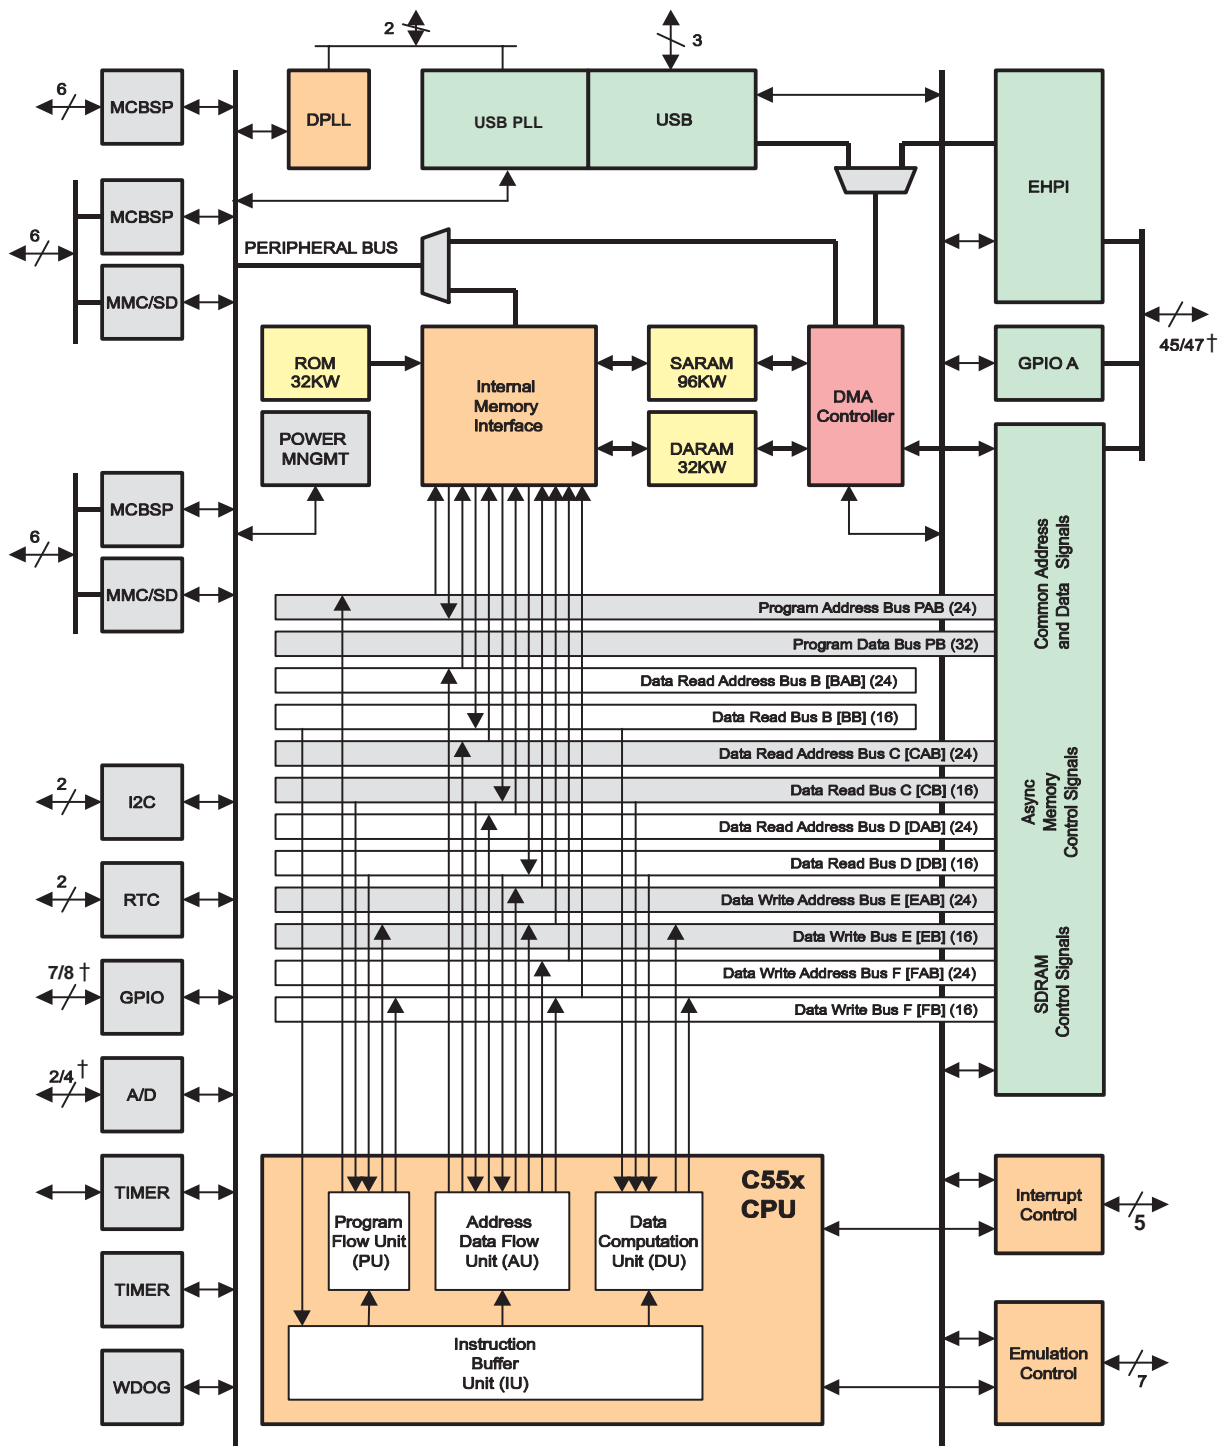 2
3
6
MCBSP
DPLL
USB PLL
USB
EHPI
6
MCBSP
MMC/SD
PERIPHERAL BUS
45/47†
ROM
32KW
Internal
Memory
Interface
SARAM
96KW
DMA
Controller
GPIO A
POWER
MNGMT
DARAM
32KW
6
MCBSP
MMC/SD
Common Address
and Data Signals
Async
Memory
Control Signals
SDRAM
Control Signals
Program Address Bus PAB (24)
Program Data Bus PB (32)
Data Read Address Bus B [BAB] (24)
Data Read Bus B [BB] (16)
Data Read Address Bus C [CAB] (24)
Data Read Bus C [CB] (16)
Data Read Address Bus D [DAB] (24)
Data Read Bus D [DB] (16)
Data Write Address Bus E [EAB] (24)
Data Write Bus E [EB] (16)
Data Write Address Bus F [FAB] (24)
Data Write Bus F [FB] (16)
2
I2C
2
RTC
7/8†
GPIO
2/4†
A/D
TIMER
TIMER
WDOG
C55x
CPU
Program
Flow Unit
(PU)
Address
Data Flow
Unit (AU)
Data
Computation
Unit (DU)
Instruction
Buffer
Unit (IU)
Interrupt
Control
5
Emulation
Control
7